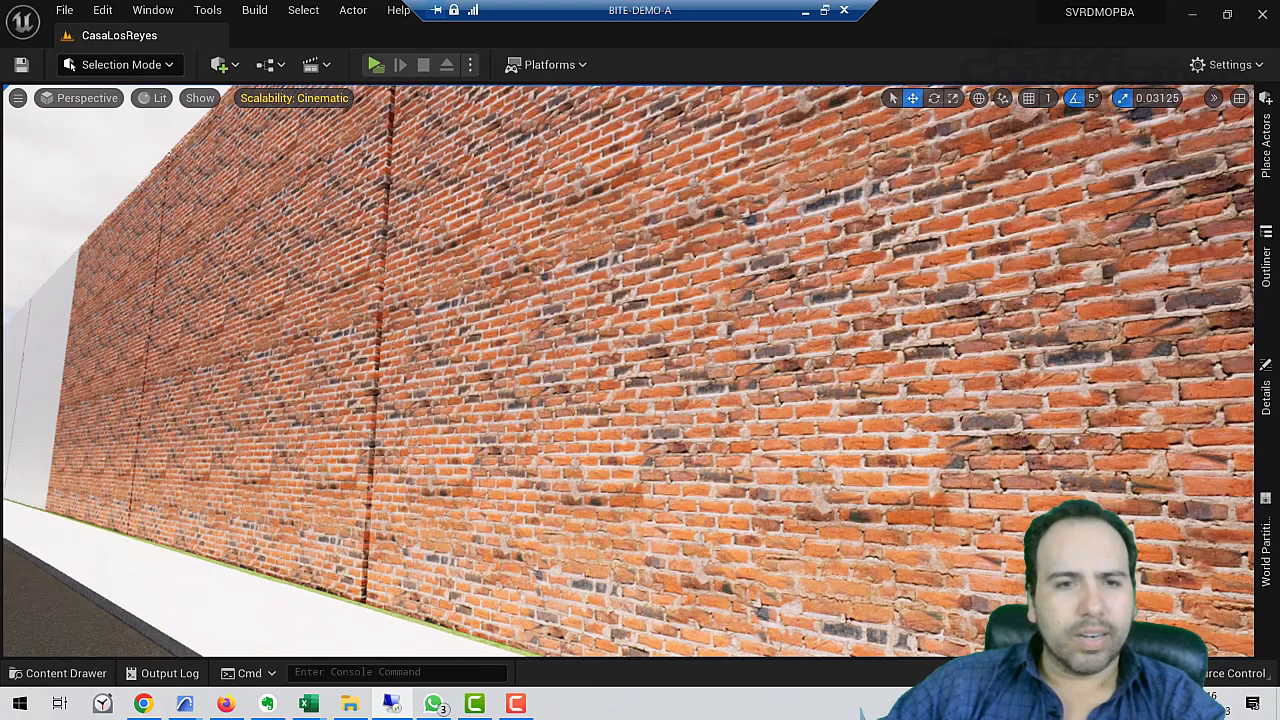 File Edit Window Tools Build Select Actor Help
BITE-DEMO-A
SVRDMOPBA
CasaLosReyes
Selection Mode
Platforms
Settings
Perspective Lit Show Scalability: Cinematic
1 5° 0.03125
Place Actors
Outliner
Details
World Partiti
Content Drawer Output Log Cmd Enter Console Command
urce Control
3